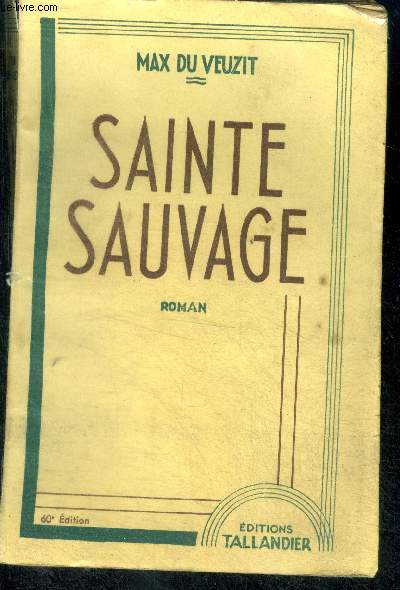 le-livre.com
MAX DU VEUZIT
SAINTE
SAUVAGE
ROMAN
60e Édition
ÉDITIONS
TALLANDIER